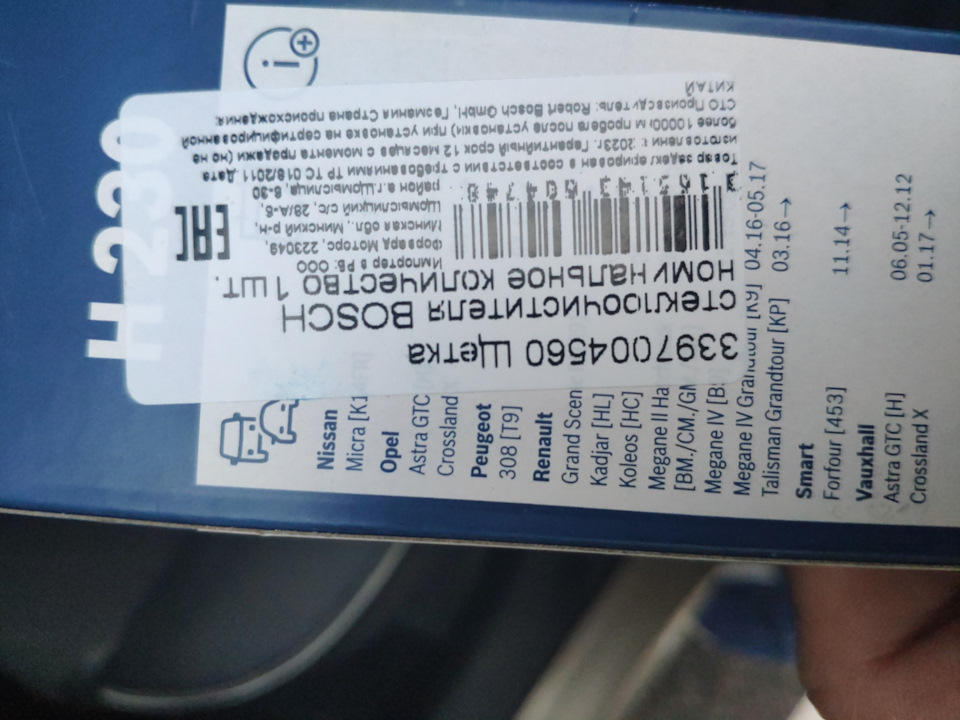 H 230
3397004560 Щетка
стеклоочистителя BOSCH
номинальное количество 1 шт.
Импортер в РБ: ООО
Форвард Моторс, 223049,
Минская обл., Минский р-н,
Щомыслицкий с/с, 28/А-6,
район а.г.Щомыслица, 6-30
EAC
Товар задекларирован в соответствии с требованиями ТР ТС 018/2011. Дата
изготовления: 2023г. Гарантийный срок 12 месяцев с момента продажи (но не
более 10000 м пробега после установки) при установке на сертифицированной
СТО Производитель: Robert Bosch GmbH, Германия Страна происхождения:
КИТАЙ
Nissan
Micra
Opel
Astra GTC
Crossland
Peugeot
308 [T9]
Renault
Grand Scen
Kadjar [HL]
Koleos [HC]
Megane II Ha
[BM./CM./GM
Megane IV
Megane IV Grandtour [K9] 04.16-05.17
Talisman Grandtour [KP] 03.16→
Smart
Forfour [453] 11.14→
Vauxhall
Astra GTC [H] 06.05-12.12
Crossland X 01.17→